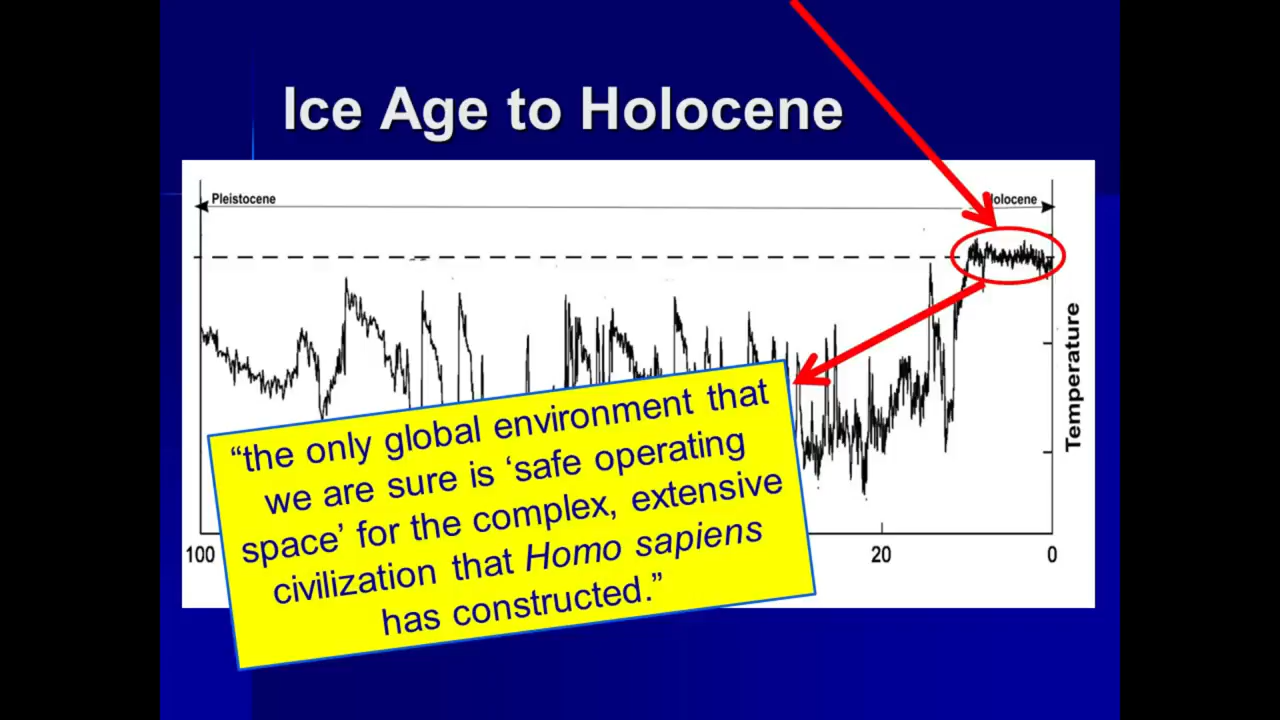 Ice Age to Holocene
Pleistocene
Holocene
Temperature
“the only global environment that
we are sure is ‘safe operating
space’ for the complex, extensive
civilization that Homo sapiens
has constructed.”
100
20
0